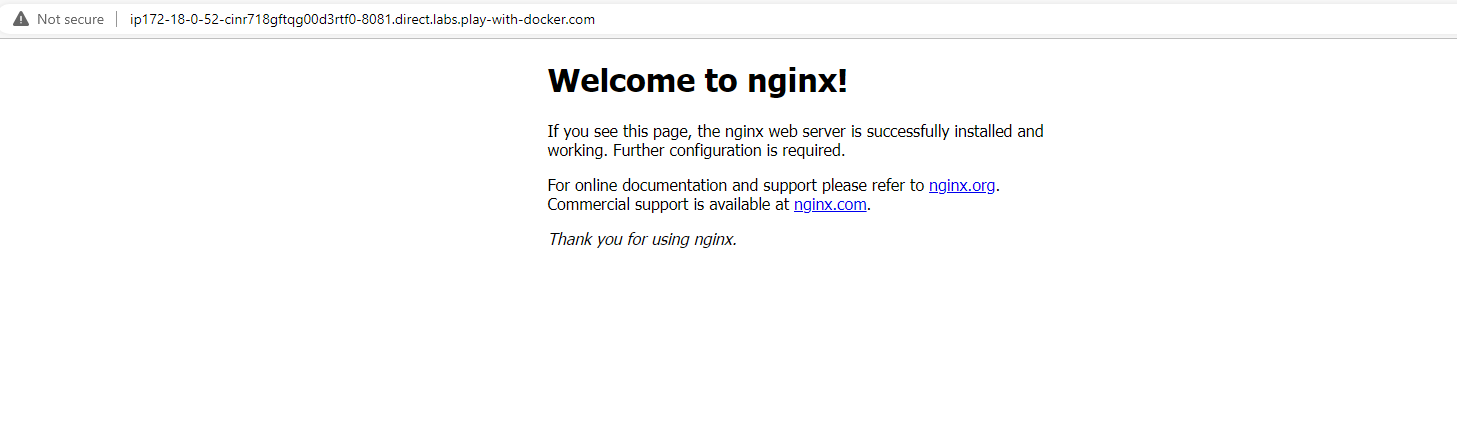 Not secure ip172-18-0-52-cinr718gftqg00d3rtf0-8081.direct.labs.play-with-docker.com
Welcome to nginx!
If you see this page, the nginx web server is successfully installed and
working. Further configuration is required.
For online documentation and support please refer to nginx.org.
Commercial support is available at nginx.com.
Thank you for using nginx.